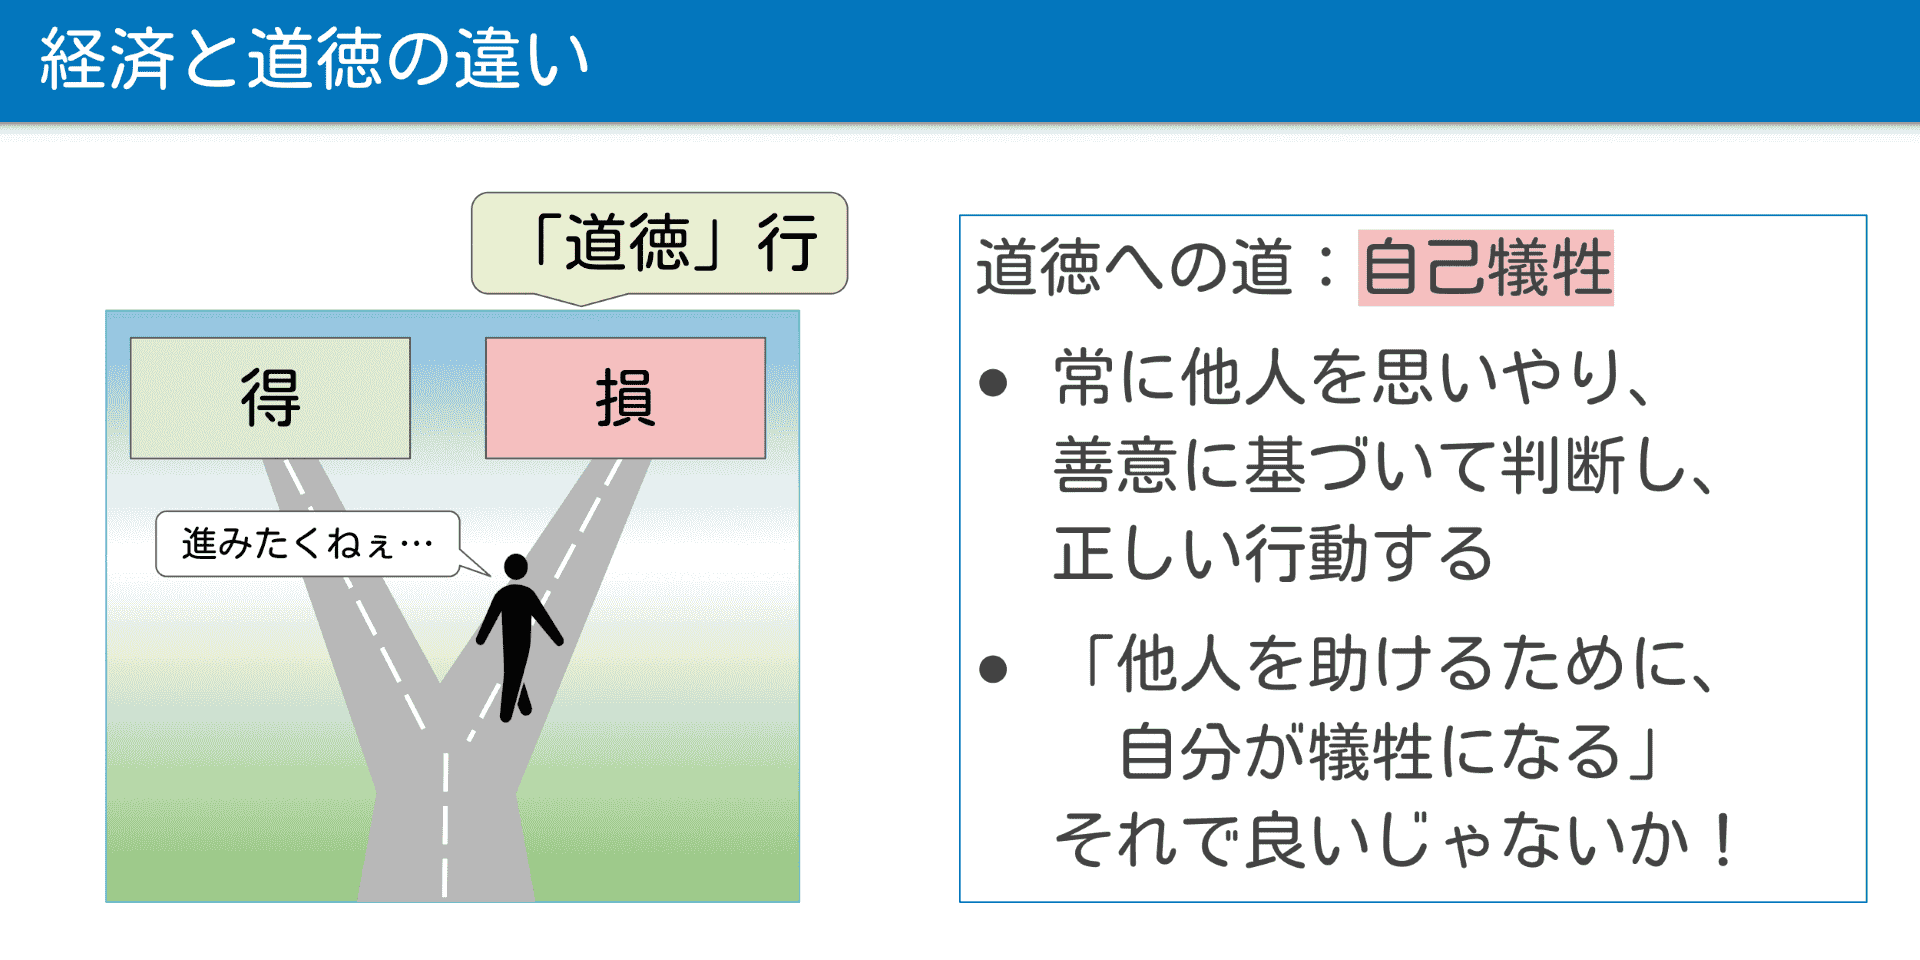 経済と道徳の違い
「道徳」行
得
損
進みたくねぇ…
道徳への道：自己犠牲
● 常に他人を思いやり、
善意に基づいて判断し、
正しい行動する
● 「他人を助けるために、
自分が犠牲になる」
それで良いじゃないか！